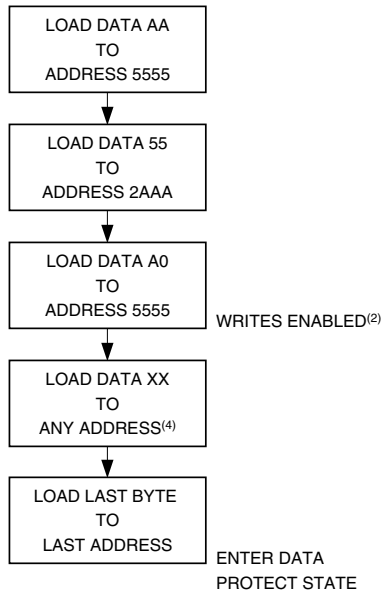 LOAD DATA AA
TO
ADDRESS 5555
LOAD DATA 55
TO
ADDRESS 2AAA
LOAD DATA A0
TO
ADDRESS 5555
WRITES ENABLED(2)
LOAD DATA XX
TO
ANY ADDRESS(4)
LOAD LAST BYTE
TO
LAST ADDRESS
ENTER DATA
PROTECT STATE